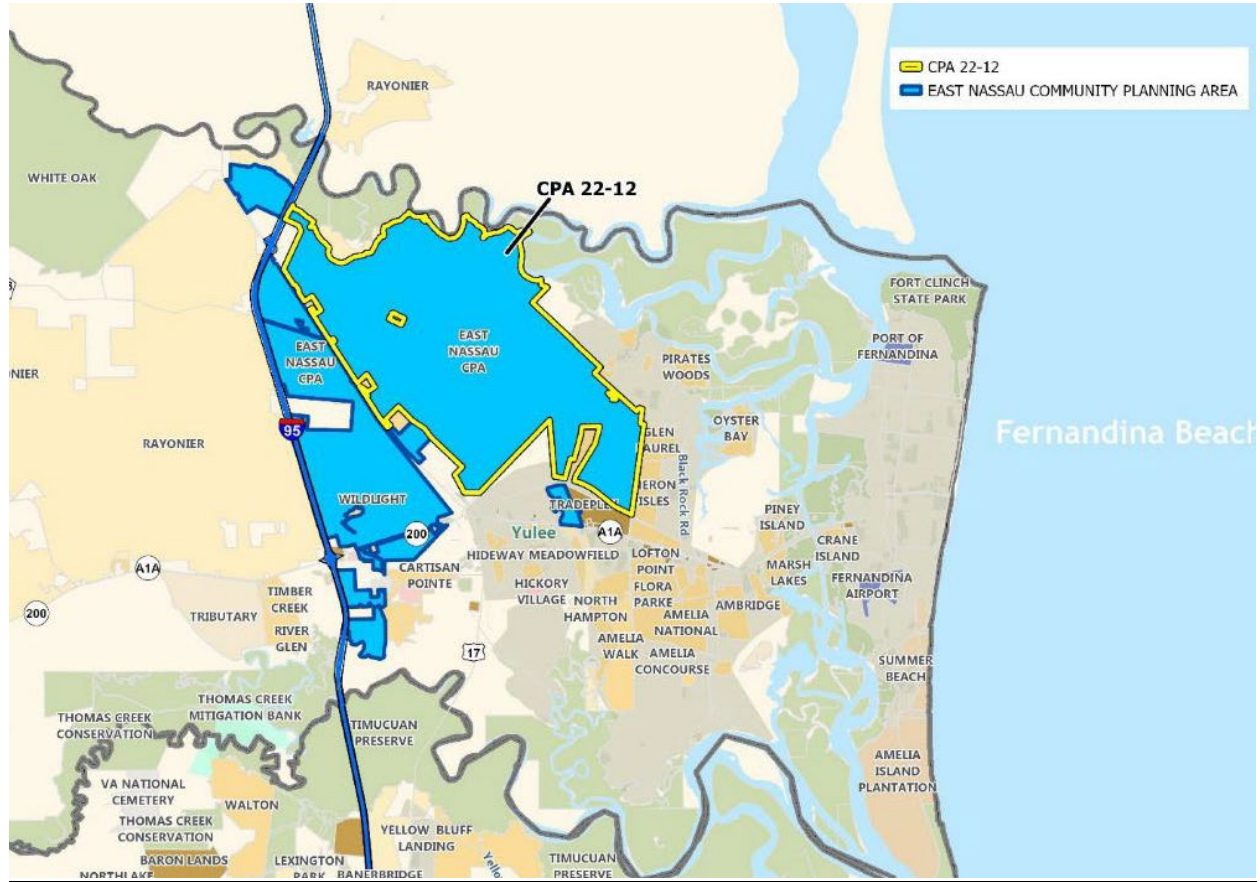 CPA 22-12
EAST NASSAU COMMUNITY PLANNING AREA
RAYONIER
WHITE OAK
CPA 22-12
FORT CLINCH
STATE PARK
PORT OF
FERNANDINA
EAST
NASSAU
CPA
EAST
NASSAU
CPA
PIRATES
WOODS
NIER
RAYONIER
95
OYSTER
BAY
Fernandina Beach
GLEN
LAUREL
Black Rock Rd
HERON
ISLES
WILDLIGHT
TRADEPLEX
200
Yulee
A1A
PINEY
ISLAND
CRANE
ISLAND
HIDEWAY
MEADOWFIELD
LOFTON
POINT
CARTISAN
POINTE
A1A
MARSH
LAKES
FERNANDINA
AIRPORT
HICKORY
VILLAGE
NORTH
HAMPTON
FLORA
PARKE
AMBRIDGE
TIMBER
CREEK
TRIBUTARY
200
RIVER
GLEN
AMELIA
NATIONAL
AMELIA
WALK
AMELIA
CONCOURSE
17
SUMMER
BEACH
THOMAS CREEK
MITIGATION BANK
THOMAS CREEK
CONSERVATION
TIMUCUAN
PRESERVE
AMELIA
ISLAND
PLANTATION
VA NATIONAL
CEMETERY
WALTON
THOMAS CREEK
CONSERVATION
YELLOW BLUFF
LANDING
BARON LANDS
LEXINGTON
PARK
BANERBRIDGE
Yello
TIMUCUAN
PRESERVE
NORTHLAKE